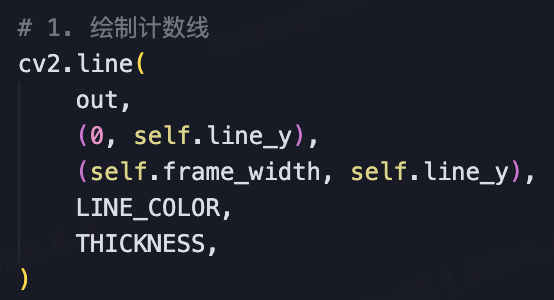 # 1. 绘制计数线
cv2.line(
    out,
    (0, self.line_y),
    (self.frame_width, self.line_y),
    LINE_COLOR,
    THICKNESS,
)